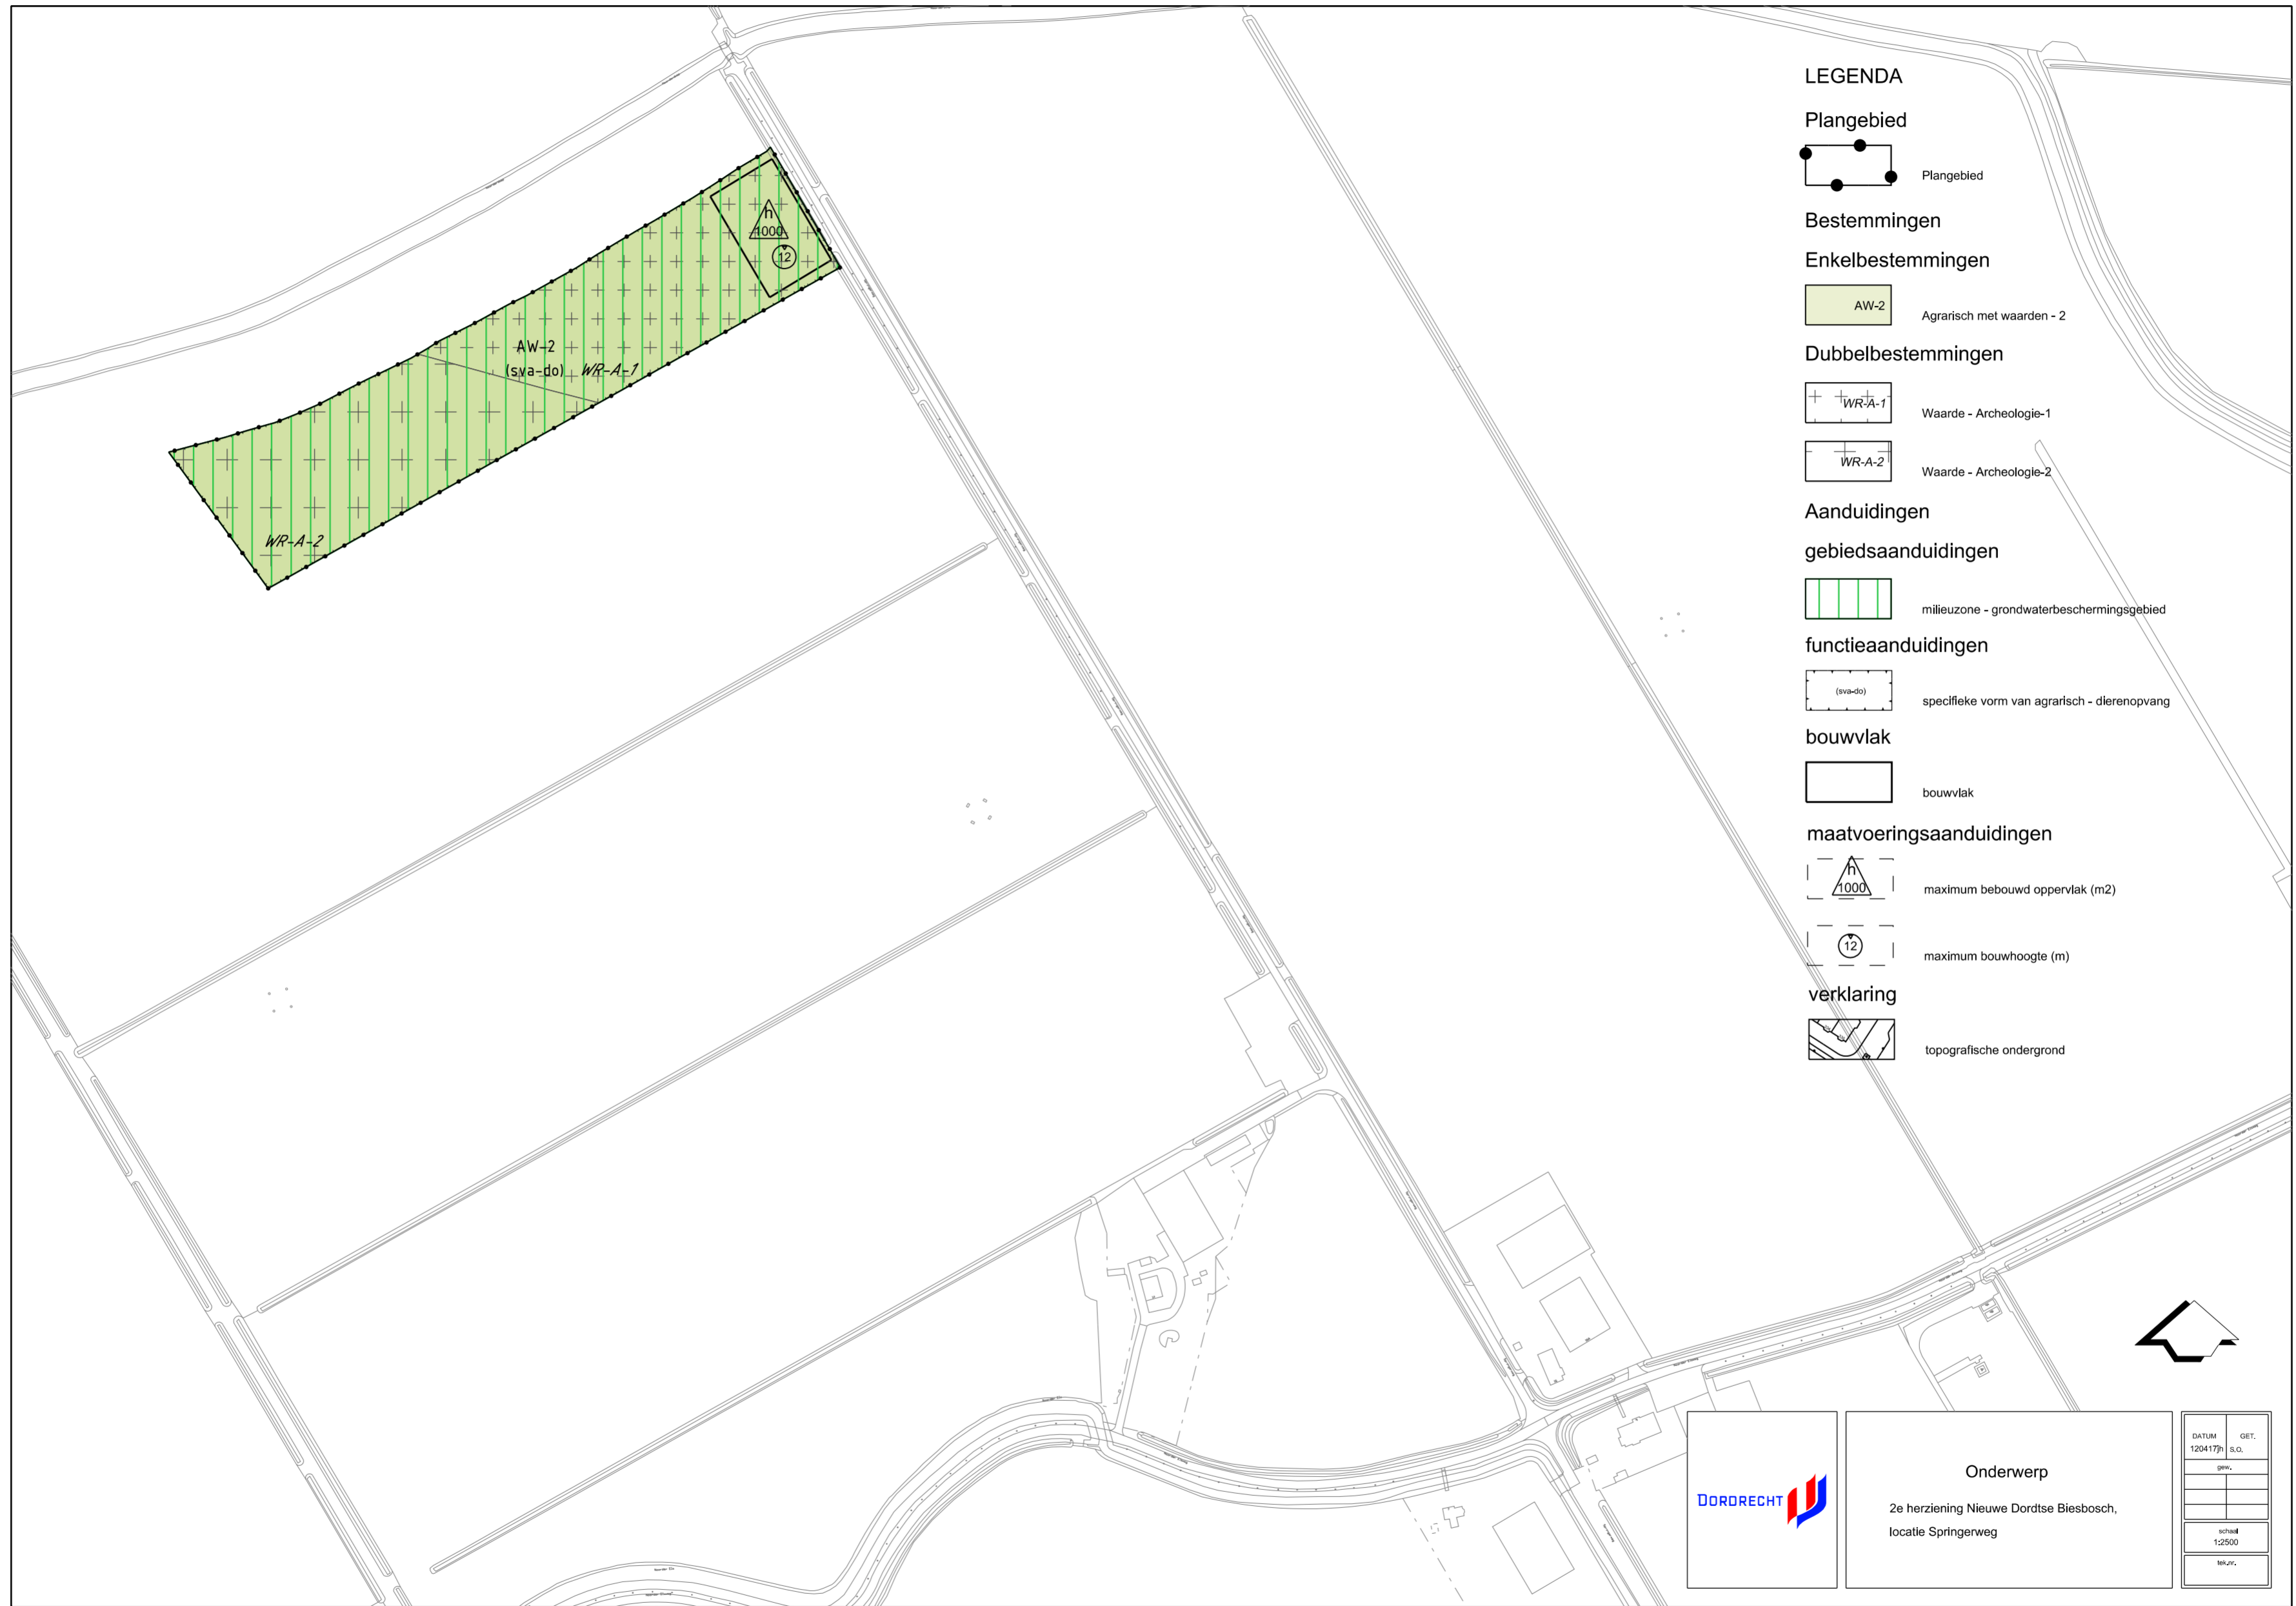 LEGENDA
Plangebied
Plangebied
Bestemmingen
Enkelbestemmingen
AW-2
Agrarisch met waarden - 2
Dubbelbestemmingen
WR-A-1
Waarde - Archeologie-1
WR-A-2
Waarde - Archeologie-2
Aanduidingen
gebiedsaanduidingen
milieuzone - grondwaterbeschermingsgebied
functieaanduidingen
(sva-do)
specifieke vorm van agrarisch - dierenopvang
bouwvlak
bouwvlak
maatvoeringsaanduidingen
h
1000
maximum bebouwd oppervlak (m2)
12
maximum bouwhoogte (m)
verklaring
topografische ondergrond
h
1000
12
AW-2
(sva-do) WR-A-1
WR-A-2
DORDRECHT
Onderwerp
2e herziening Nieuwe Dordtse Biesbosch,
locatie Springerweg
DATUM GET.
120417jh S.O.
gew.
schaal
1:2500
tek.nr.